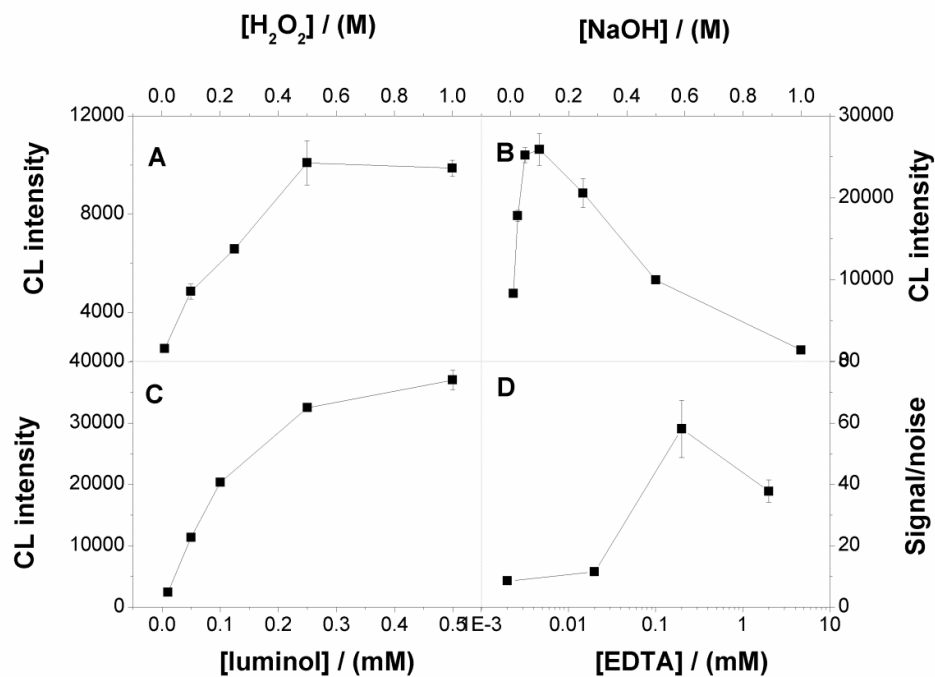 [H₂O₂] / (M) [NaOH] / (M)
0.0 0.2 0.4 0.6 0.8 1.0 0.0 0.2 0.4 0.6 0.8 1.0
12000 30000
A B
8000 20000
CL intensity CL intensity
4000 10000
40000 80
C D
30000 60
20000 40
CL intensity Signal/noise
10000 20
0 0
0.0 0.1 0.2 0.3 0.4 0.5 1E-3 0.01 0.1 1 10
[luminol] / (mM) [EDTA] / (mM)